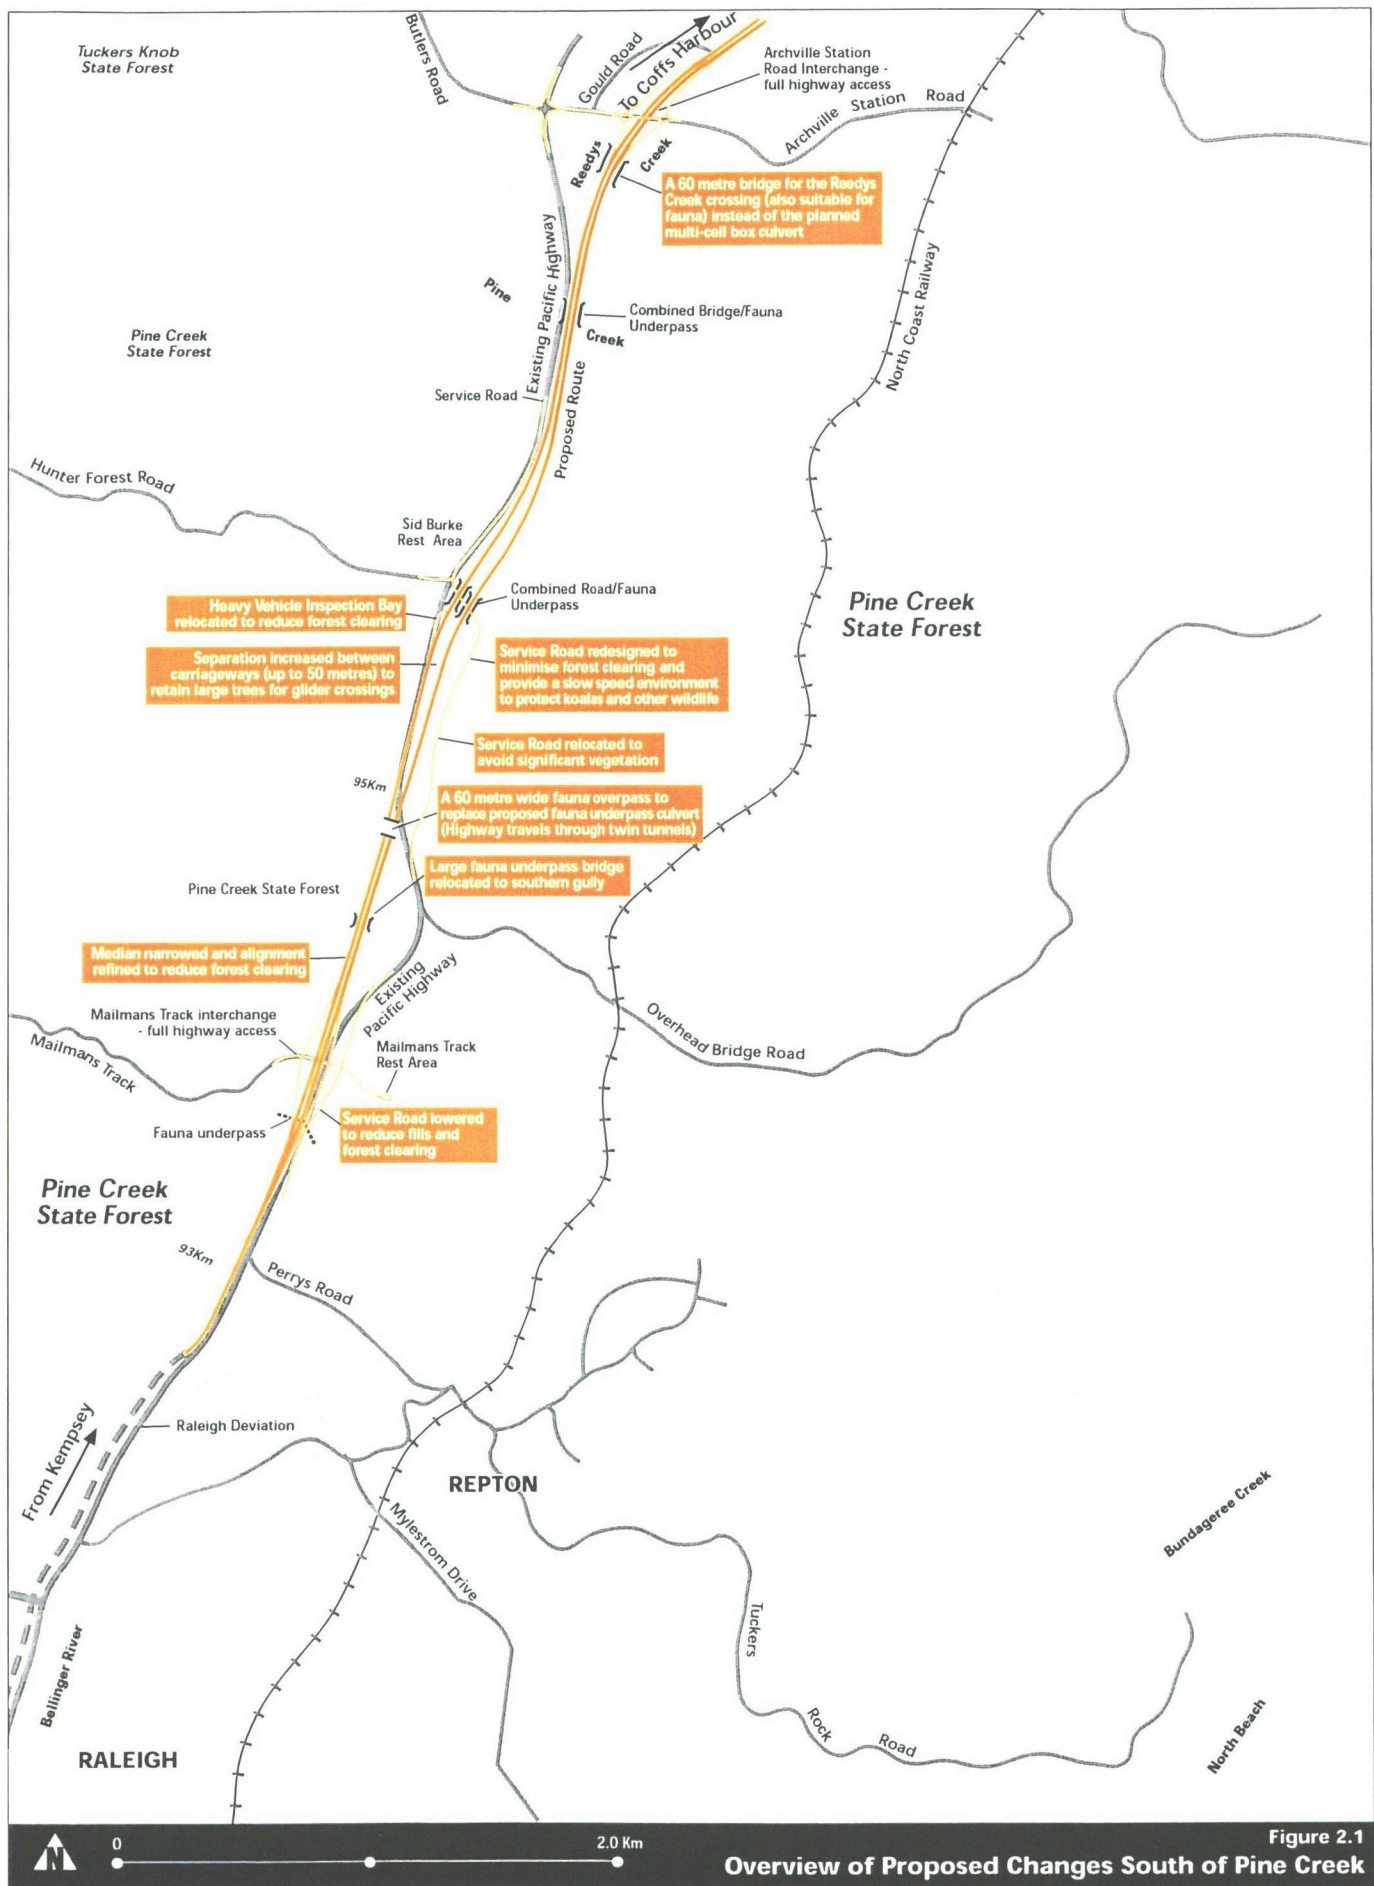 Tuckers Knob
State Forest
Butlers Road
Gould Road
To Coffs Harbour
Archville Station
Road Interchange -
full highway access
Archville Station Road
Reedys
Creek
A 60 metre bridge for the Reedys
Creek crossing (also suitable for
fauna) instead of the planned
multi-cell box culvert
Existing Pacific Highway
North Coast Railway
Pine
Creek
Combined Bridge/Fauna
Underpass
Pine Creek
State Forest
Service Road
Proposed Route
Hunter Forest Road
Sid Burke
Rest Area
Combined Road/Fauna
Underpass
Pine Creek
State Forest
Heavy Vehicle Inspection Bay
relocated to reduce forest clearing
Separation increased between
carriageways (up to 50 metres) to
retain large trees for glider crossings
Service Road redesigned to
minimise forest clearing and
provide a slow speed environment
to protect koalas and other wildlife
Service Road relocated to
avoid significant vegetation
95Km
A 60 metre wide fauna overpass to
replace proposed fauna underpass culvert
(Highway travels through twin tunnels)
Large fauna underpass bridge
relocated to southern gully
Pine Creek State Forest
Median narrowed and alignment
refined to reduce forest clearing
Existing
Pacific Highway
Mailmans Track interchange
- full highway access
Mailmans Track
Mailmans Track
Rest Area
Overhead Bridge Road
Fauna underpass
Service Road lowered
to reduce fills and
forest clearing
Pine Creek
State Forest
93Km
Perrys Road
From Kempsey
Raleigh Deviation
REPTON
Mylestrom Drive
Bundageree Creek
Tuckers
Rock
Road
North Beach
Bellinger River
RALEIGH
N
0
2.0 Km
Figure 2.1
Overview of Proposed Changes South of Pine Creek